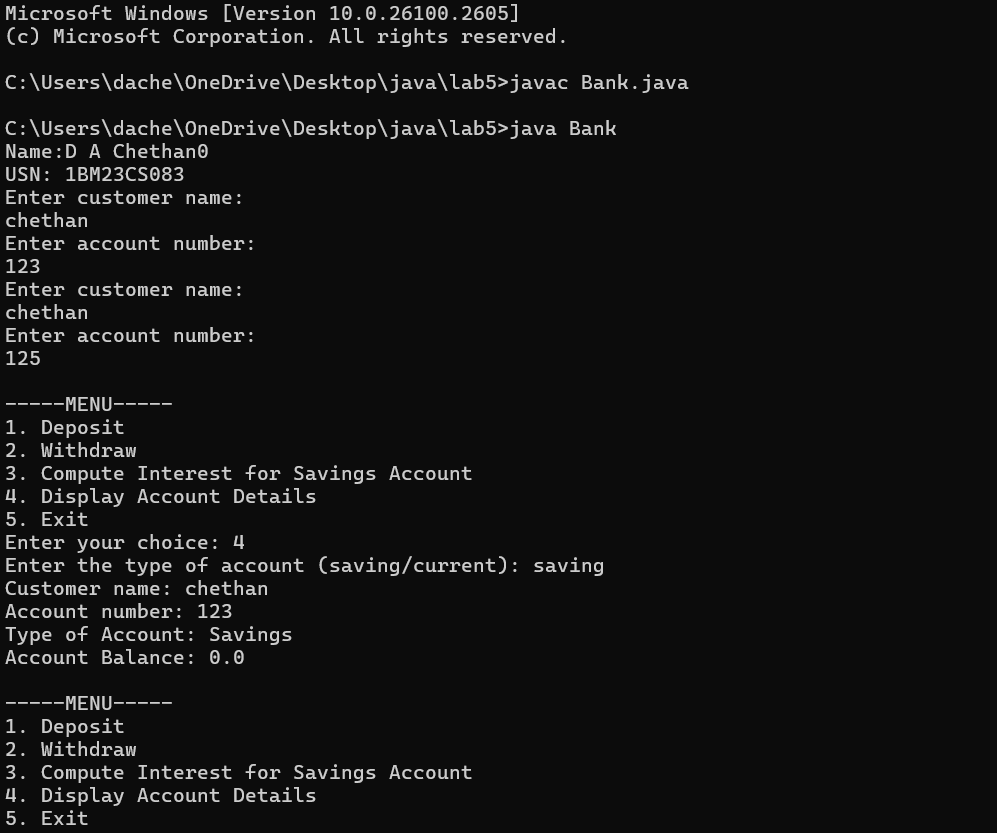 Microsoft Windows [Version 10.0.26100.2605]
(c) Microsoft Corporation. All rights reserved.

C:\Users\dache\OneDrive\Desktop\java\lab5>javac Bank.java

C:\Users\dache\OneDrive\Desktop\java\lab5>java Bank
Name:D A Chethan0
USN: 1BM23CS083
Enter customer name:
chethan
Enter account number:
123
Enter customer name:
chethan
Enter account number:
125

-----MENU-----
1. Deposit
2. Withdraw
3. Compute Interest for Savings Account
4. Display Account Details
5. Exit
Enter your choice: 4
Enter the type of account (saving/current): saving
Customer name: chethan
Account number: 123
Type of Account: Savings
Account Balance: 0.0

-----MENU-----
1. Deposit
2. Withdraw
3. Compute Interest for Savings Account
4. Display Account Details
5. Exit